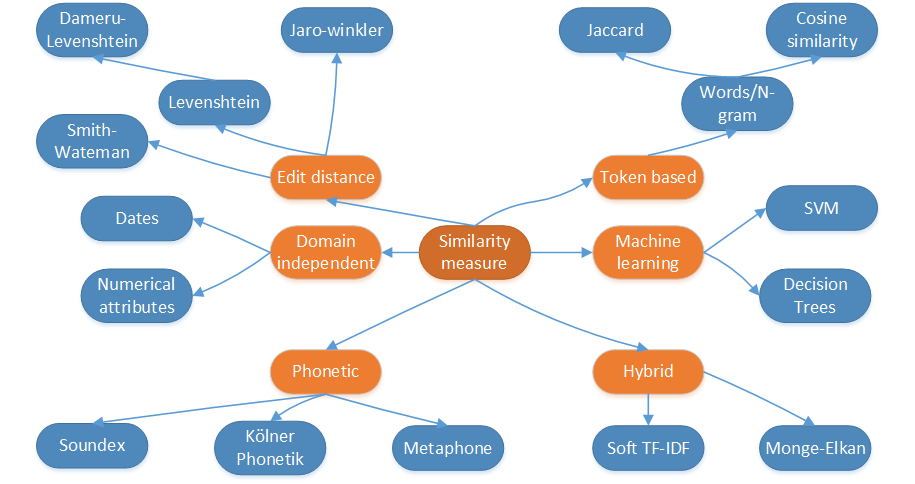 Dameru-
Levenshtein
Jaro-winkler
Jaccard
Cosine
similarity
Levenshtein
Words/N-
gram
Smith-
Wateman
Edit distance
Token based
Dates
Domain
independent
Similarity
measure
Machine
learning
SVM
Numerical
attributes
Decision
Trees
Phonetic
Hybrid
Soundex
Kölner
Phonetik
Metaphone
Soft TF-IDF
Monge-Elkan